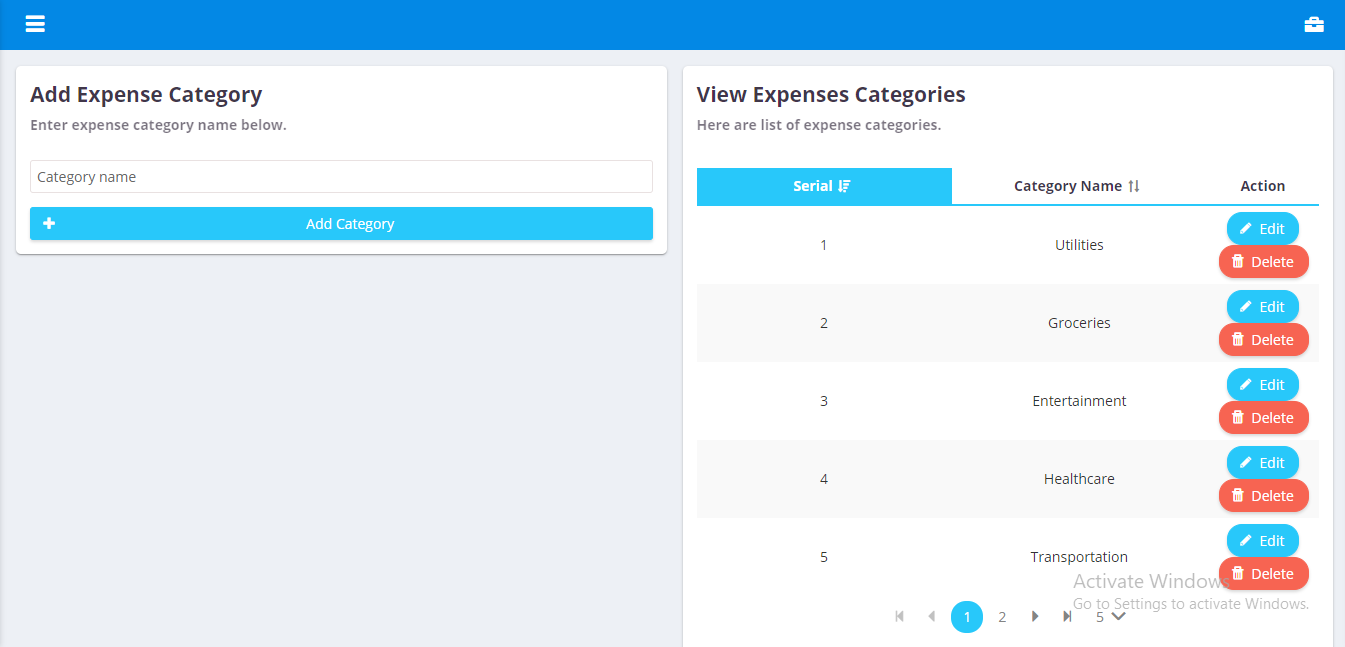 Add Expense Category
Enter expense category name below.
Category name
Add Category
View Expenses Categories
Here are list of expense categories.
Serial Category Name Action
1 Utilities Edit Delete
2 Groceries Edit Delete
3 Entertainment Edit Delete
4 Healthcare Edit Delete
5 Transportation Edit Delete
Activate Windows
Go to Settings to activate Windows.
1 2 5